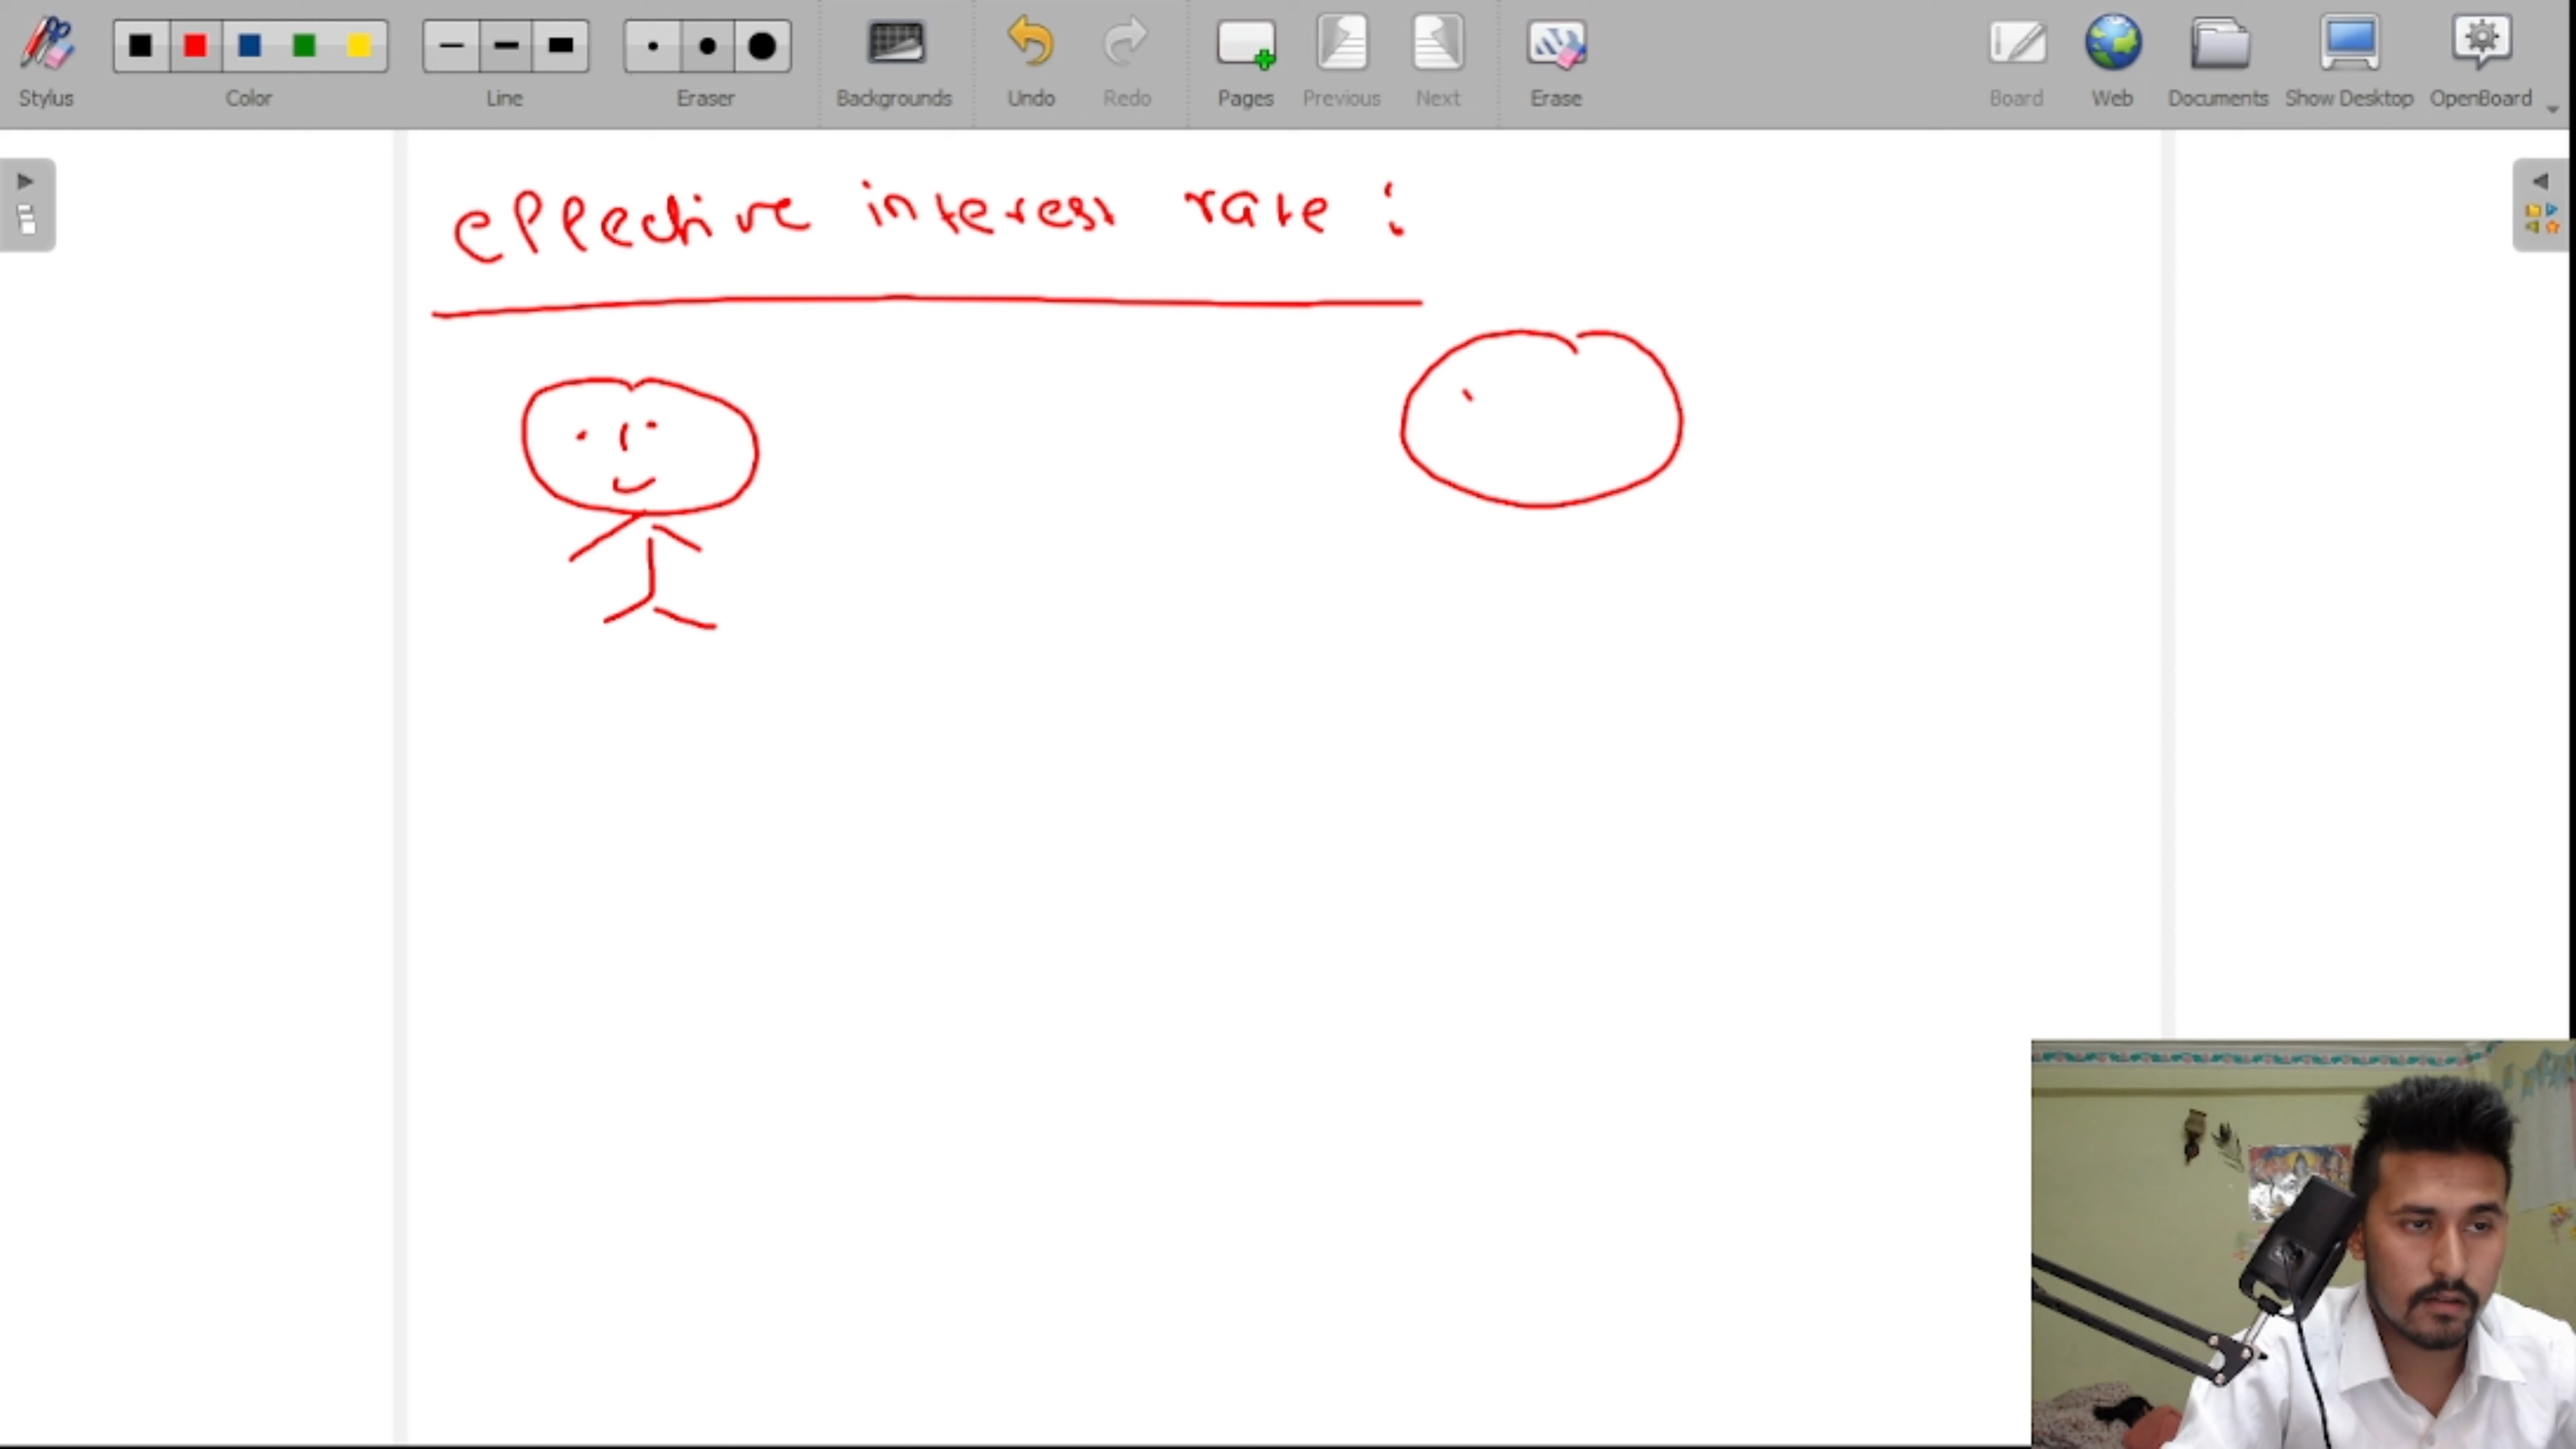 Stylus Color Line Eraser Backgrounds Undo Redo Pages Previous Next Erase Board Web Documents Show Desktop OpenBoard
effective interest rate :